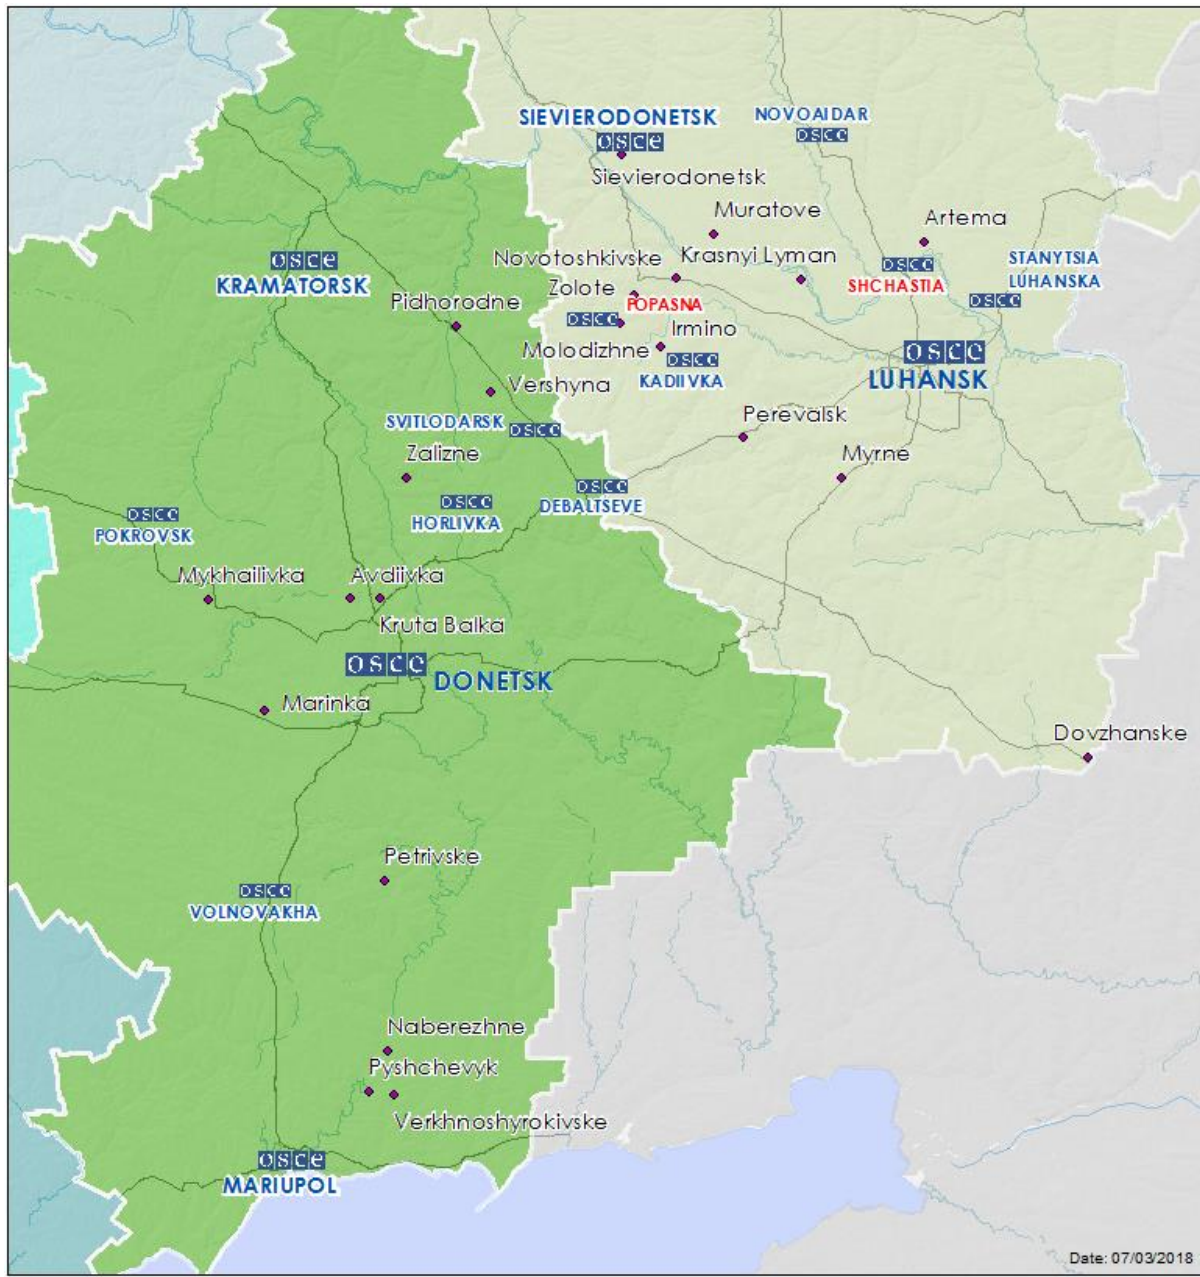 SIEVIERODONETSK
osce
Sievierodonetsk
NOVOAIDAR
OSCE
Muratove
Artema
osce
KRAMATORSK
Novotoshkivske
Krasnyi Lyman
OSCE
SHCHASTIA
STANYTSIA
LUHANSKA
OSCE
Zolote
POPASNA
OSCE
Pidhorodne
Irmino
Molodizhne
OSCE
KADIIVKA
osce
LUHANSK
Vershyna
SVITLODARSK
OSCE
Perevalsk
Zalizne
Myrne
OSCE
HORLIVKA
OSCE
DEBALTSEVE
OSCE
POKROVSK
Mykhailivka
Avdiivka
Kruta Balka
osce
DONETSK
Marinka
Dovzhanske
Petrivske
OSCE
VOLNOVAKHA
Naberezhne
Pyshchevyk
Verkhnoshyrokivske
osce
MARIUPOL
Date: 07/03/2018